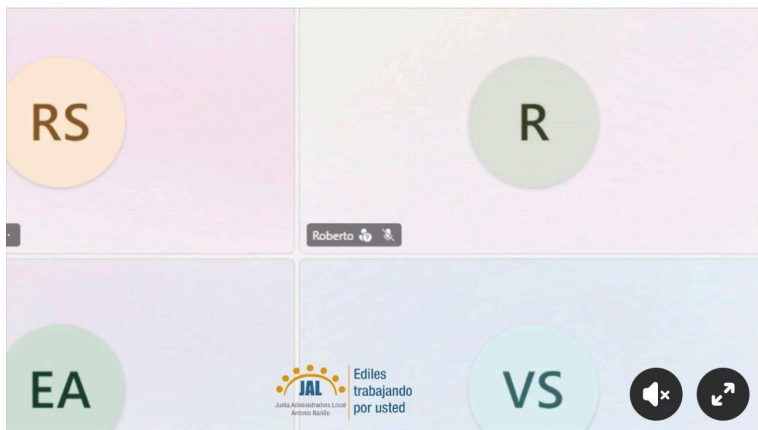 RS
R
Roberto
EA
VS
JAL
Junta Administradora Local
Antonio Nariño
Ediles
trabajando
por usted